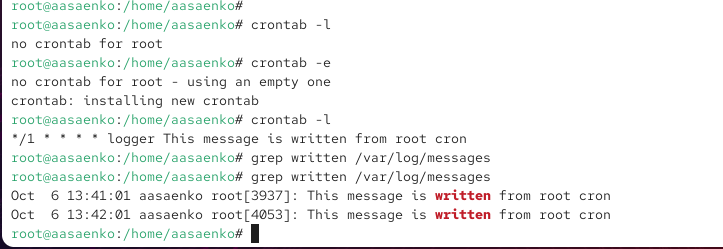 root@aasaenko:/home/aasaenko#
root@aasaenko:/home/aasaenko# crontab -l
no crontab for root
root@aasaenko:/home/aasaenko# crontab -e
no crontab for root - using an empty one
crontab: installing new crontab
root@aasaenko:/home/aasaenko# crontab -l
*/1 * * * * logger This message is written from root cron
root@aasaenko:/home/aasaenko# grep written /var/log/messages
root@aasaenko:/home/aasaenko# grep written /var/log/messages
Oct  6 13:41:01 aasaenko root[3937]: This message is written from root cron
Oct  6 13:42:01 aasaenko root[4053]: This message is written from root cron
root@aasaenko:/home/aasaenko#